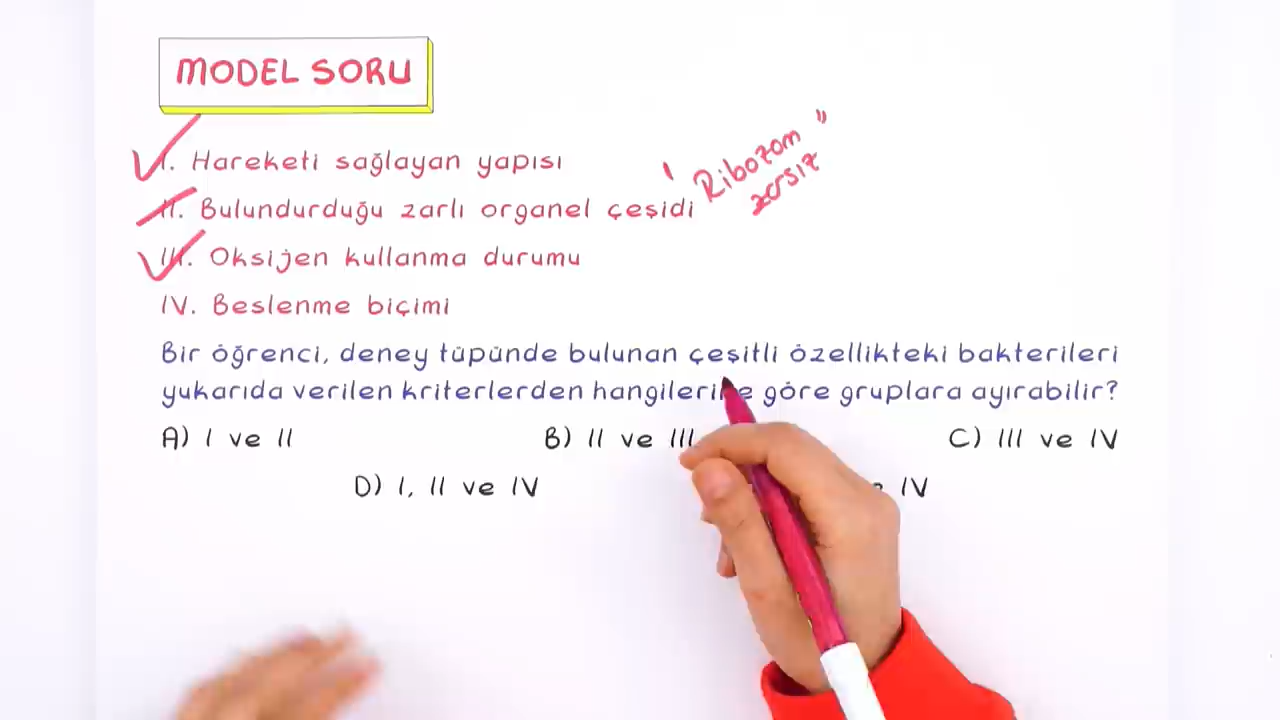 MODEL SORU
I. Hareketi sağlayan yapısı
II. Bulundurduğu zarlı organel çeşidi
III. Oksijen kullanma durumu
IV. Beslenme biçimi
"Ribozom"
zarsız
Bir öğrenci, deney tüpünde bulunan çeşitli özellikteki bakterileri
yukarıda verilen kriterlerden hangilerine göre gruplara ayırabilir?
A) I ve II
B) II ve III
C) III ve IV
D) I, II ve IV
IV